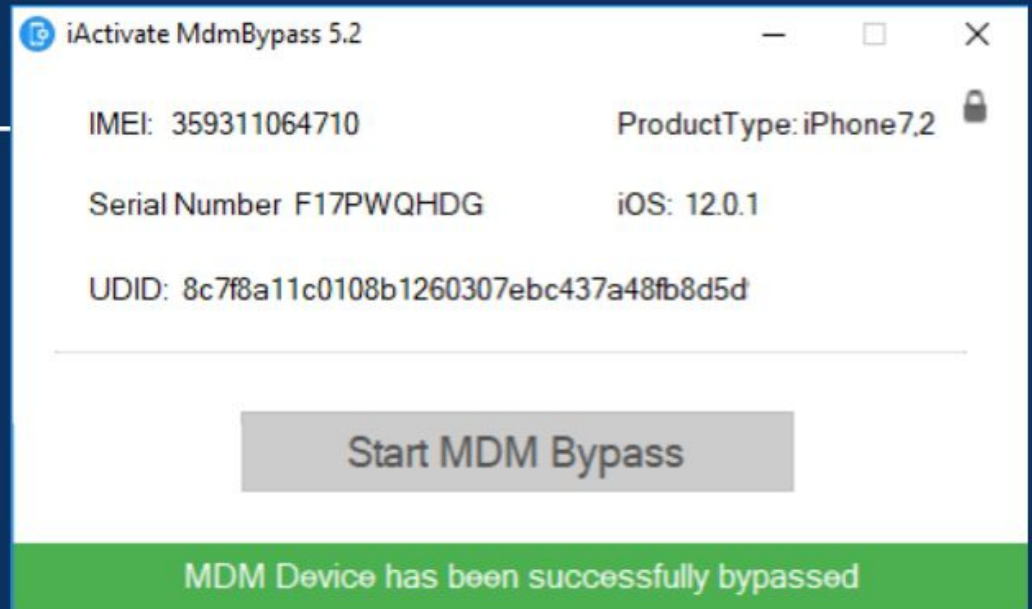 iActivate MdmBypass 5.2
IMEI: 359311064710 ProductType: iPhone7,2
Serial Number F17PWQHDG iOS: 12.0.1
UDID: 8c7f8a11c0108b1260307ebc437a48fb8d5d
Start MDM Bypass
MDM Device has been successfully bypassed